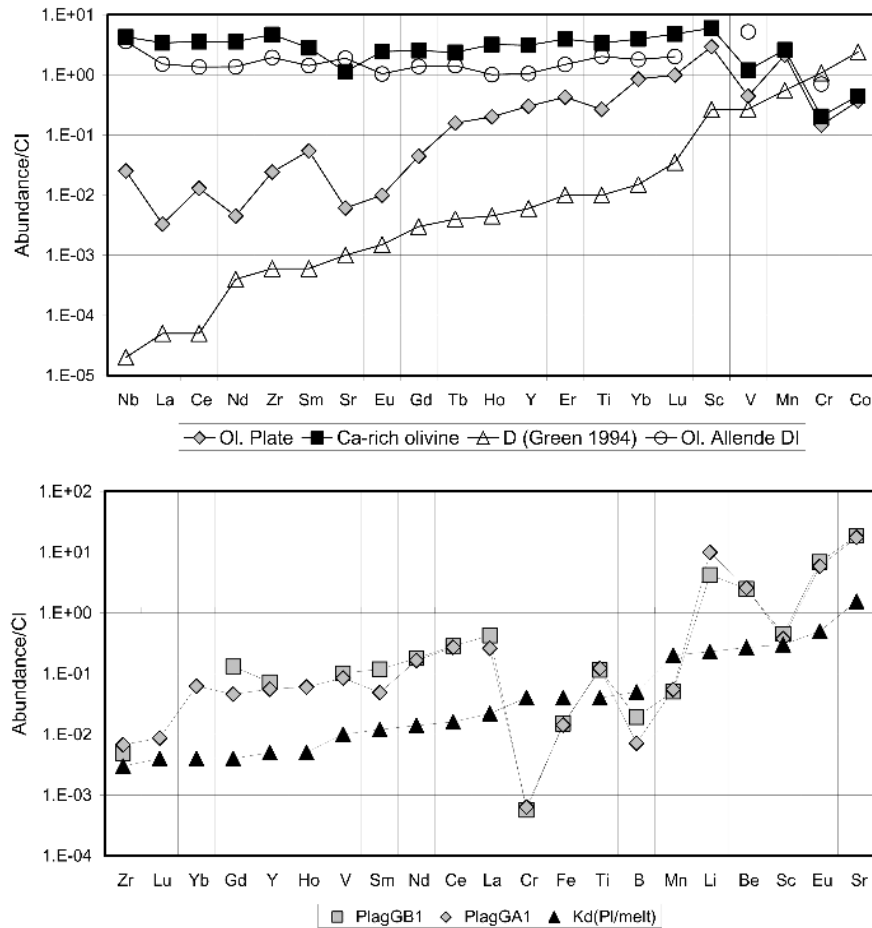 1.E+01
1.E+00
1.E-01
1.E-02
1.E-03
1.E-04
1.E-05
Abundance/CI
Nb La Ce Nd Zr Sm Sr Eu Gd Tb Ho Y Er Ti Yb Lu Sc V Mn Cr Co
Ol. Plate Ca-rich olivine D (Green 1994) Ol. Allende DI
1.E+02
1.E+01
1.E+00
1.E-01
1.E-02
1.E-03
1.E-04
Abundance/CI
Zr Lu Yb Gd Y Ho V Sm Nd Ce La Cr Fe Ti B Mn Li Be Sc Eu Sr
PlagGB1 PlagGA1 Kd(Pl/melt)